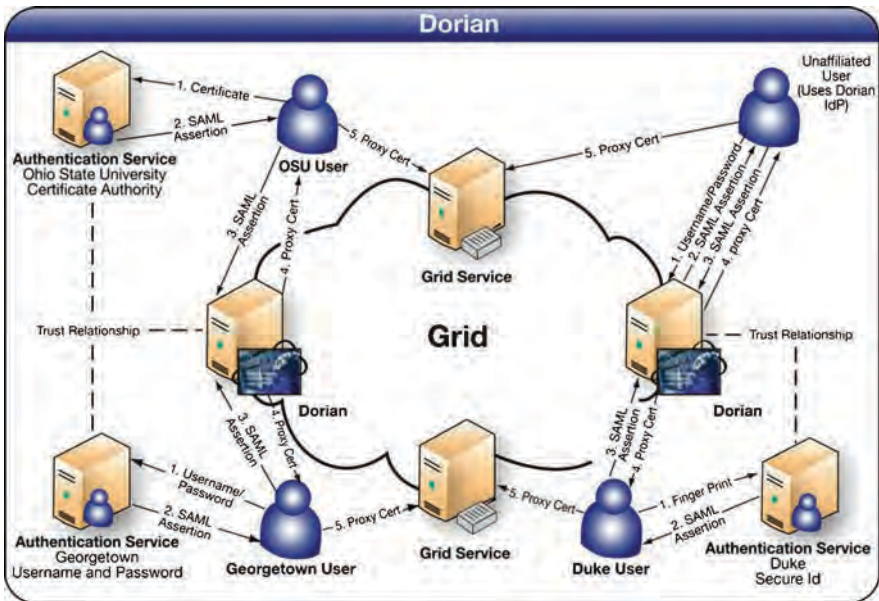 Dorian
1. Certificate
2. SAML
Assertion
Authentication Service
Ohio State University
Certificate Authority
OSU User
5. Proxy Cert
3. SAML
Assertion
4. Proxy Cert
Grid Service
5. Proxy Cert
Unaffiliated
User
(Uses Dorian
IdP)
1. Username/Password
2. SAML Assertion
3. SAML Assertion
4. proxy Cert
Trust Relationship
Grid
Trust Relationship
Dorian
Dorian
3. SAML
Assertion
4. Proxy Cert
1. Username/
Password
2. SAML
Assertion
Authentication Service
Georgetown
Username and Password
Georgetown User
5. Proxy Cert
Grid Service
5. Proxy Cert
3. SAML
Assertion
4. Proxy Cert
Duke User
1. Finger Print
2. SAML
Assertion
Authentication Service
Duke
Secure Id